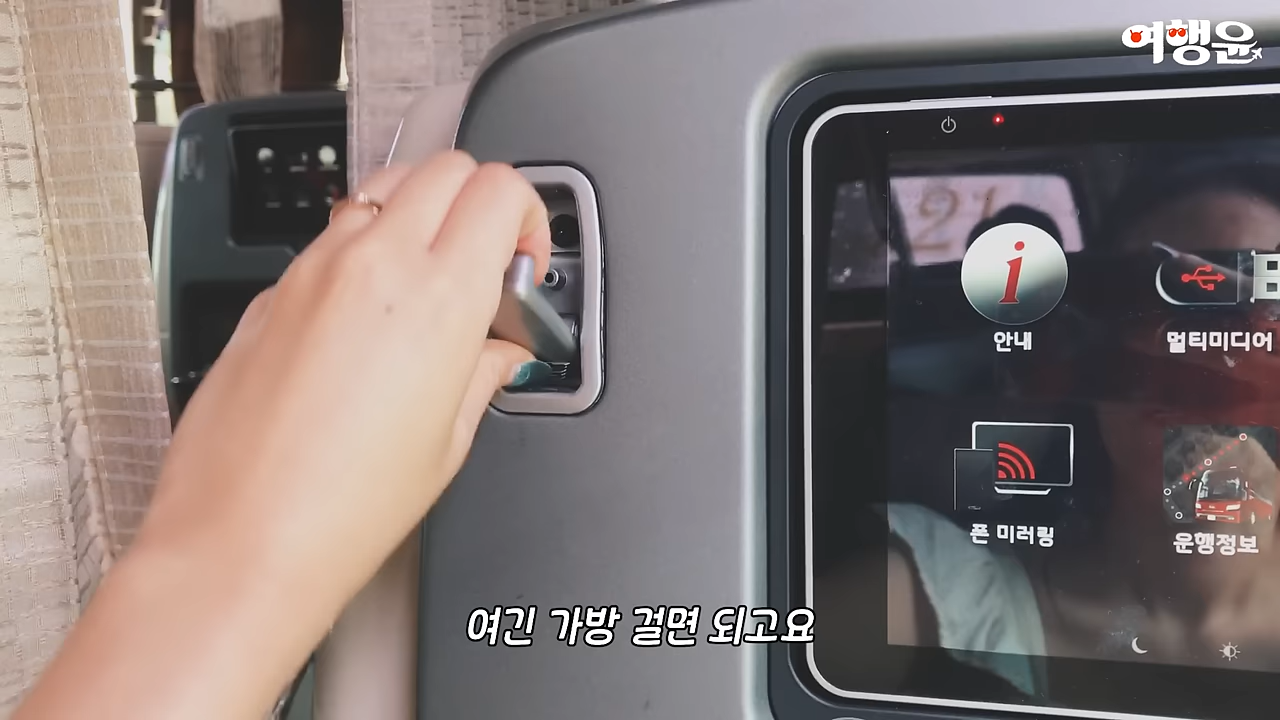 여행윤
안내
멀티미디어
폰 미러링
운행정보
여긴 가방 걸면 되고요